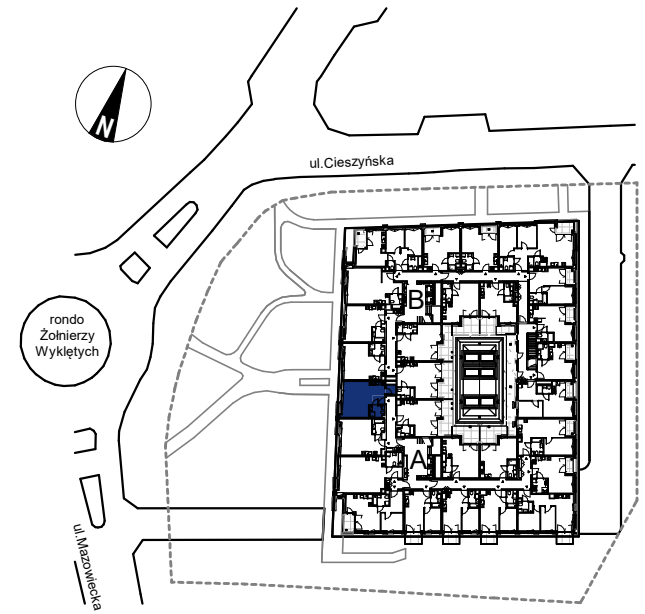 N
ul.Cieszyńska
B
rondo
Żołnierzy
Wyklętych
A
ul.Mazowiecka